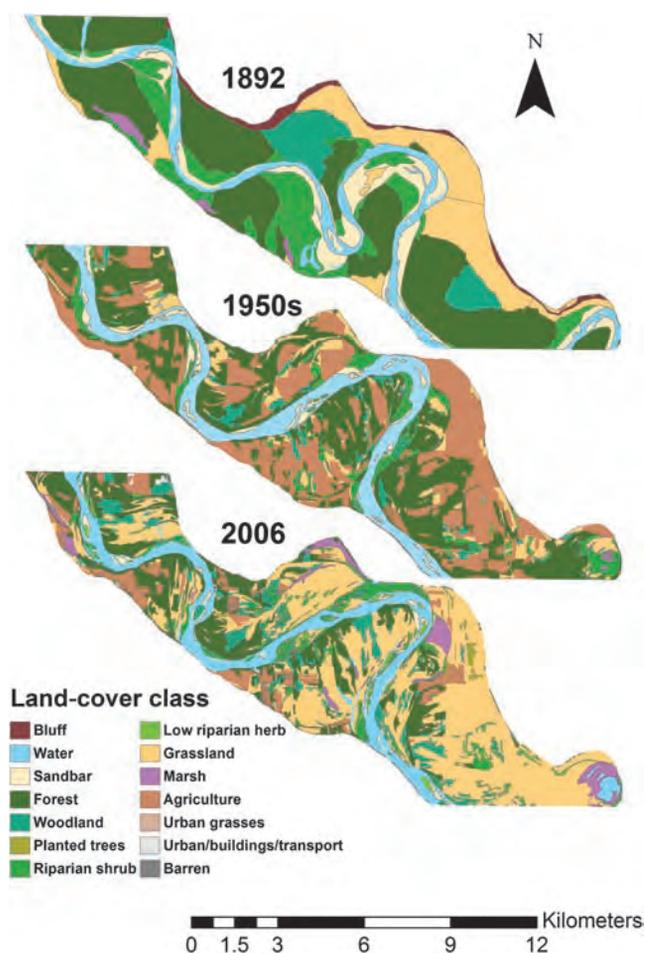 N
1892
1950s
2006
Land-cover class
Bluff
Water
Sandbar
Forest
Woodland
Planted trees
Riparian shrub
Low riparian herb
Grassland
Marsh
Agriculture
Urban grasses
Urban/buildings/transport
Barren
Kilometers
0 1.5 3 6 9 12